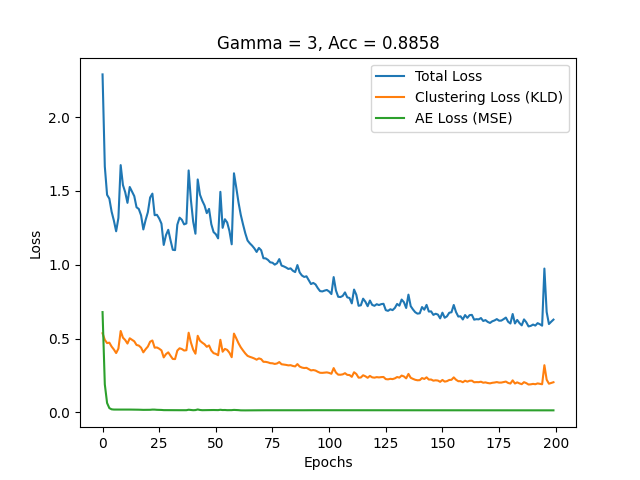 Gamma = 3, Acc = 0.8858
Total Loss
Clustering Loss (KLD)
AE Loss (MSE)
Loss
2.0
1.5
1.0
0.5
0.0
0 25 50 75 100 125 150 175 200
Epochs